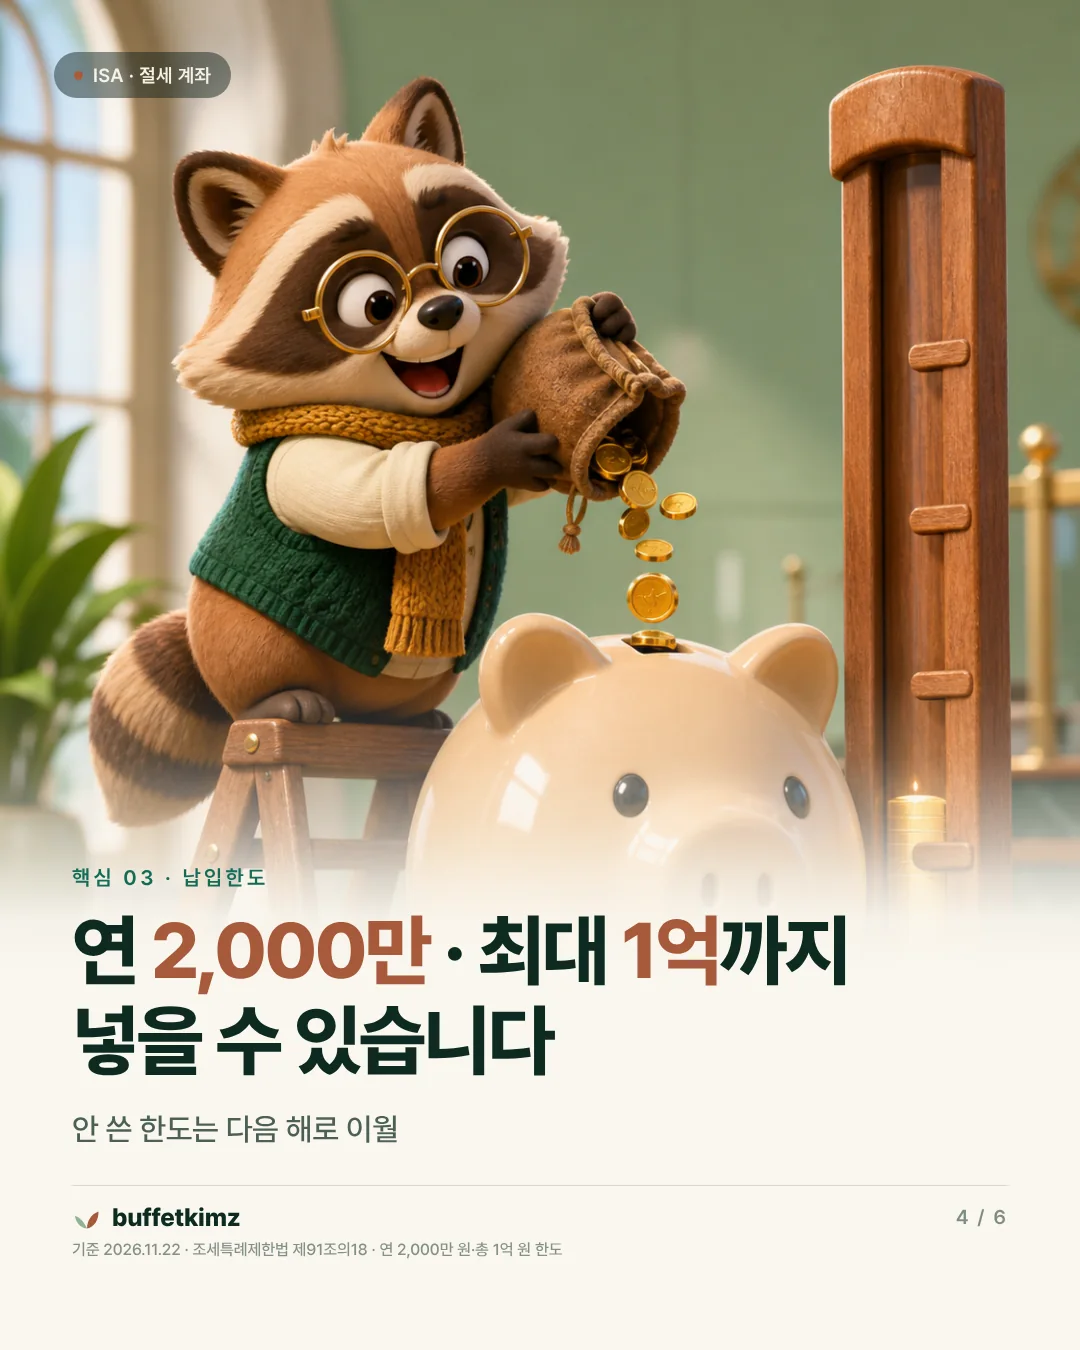 ISA · 절세 계좌
핵심 03 · 납입한도
연 2,000만 · 최대 1억까지
넣을 수 있습니다
안 쓴 한도는 다음 해로 이월
buffetkimz
4 / 6
기준 2026.11.22 · 조세특례제한법 제91조의18 · 연 2,000만 원·총 1억 원 한도